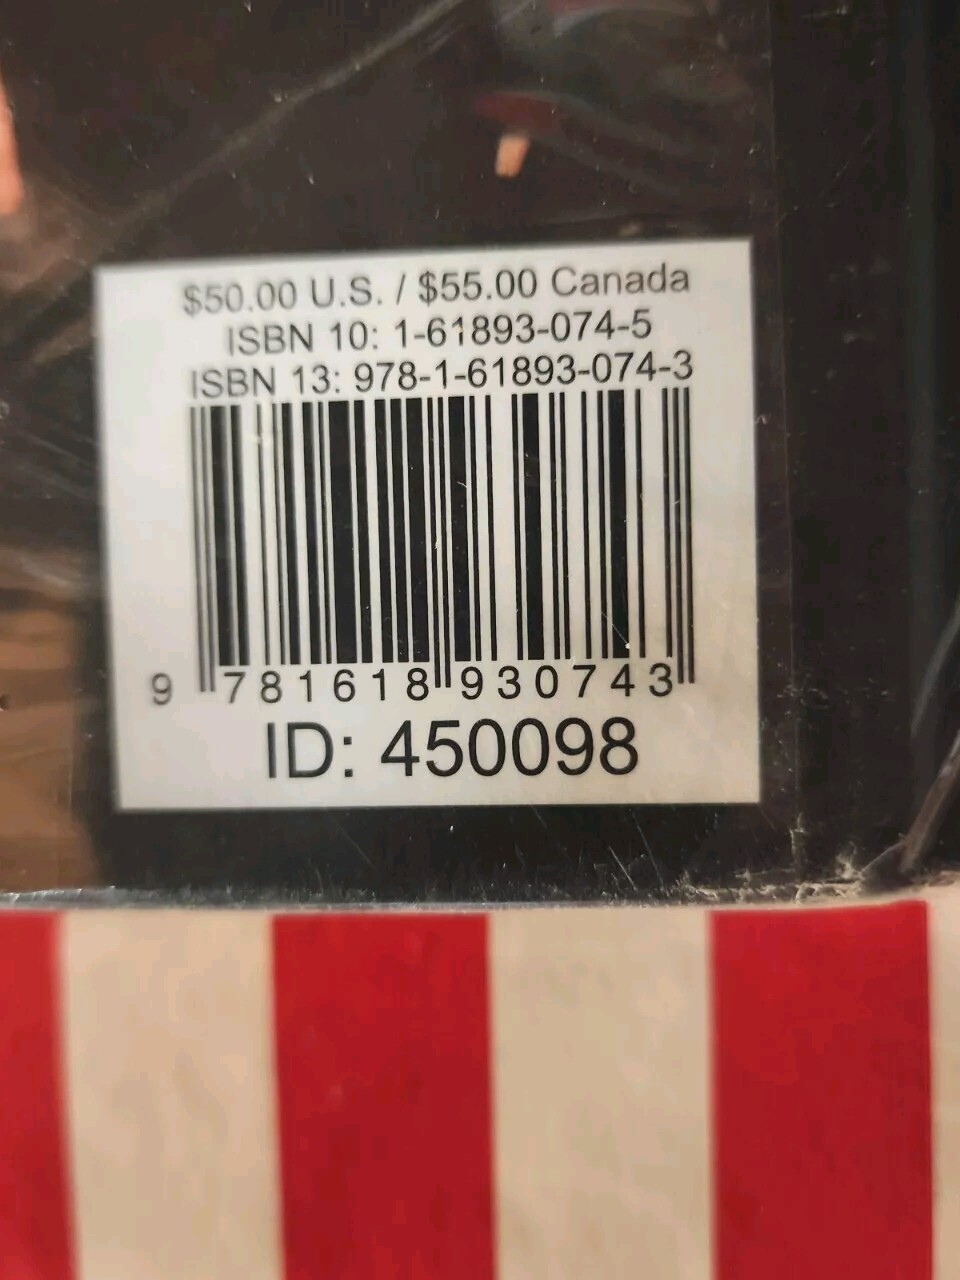 $50.00 U.S. / $55.00 Canada
ISBN 10: 1-61893-074-5
ISBN 13: 978-1-61893-074-3
9 781618 930743
ID: 450098